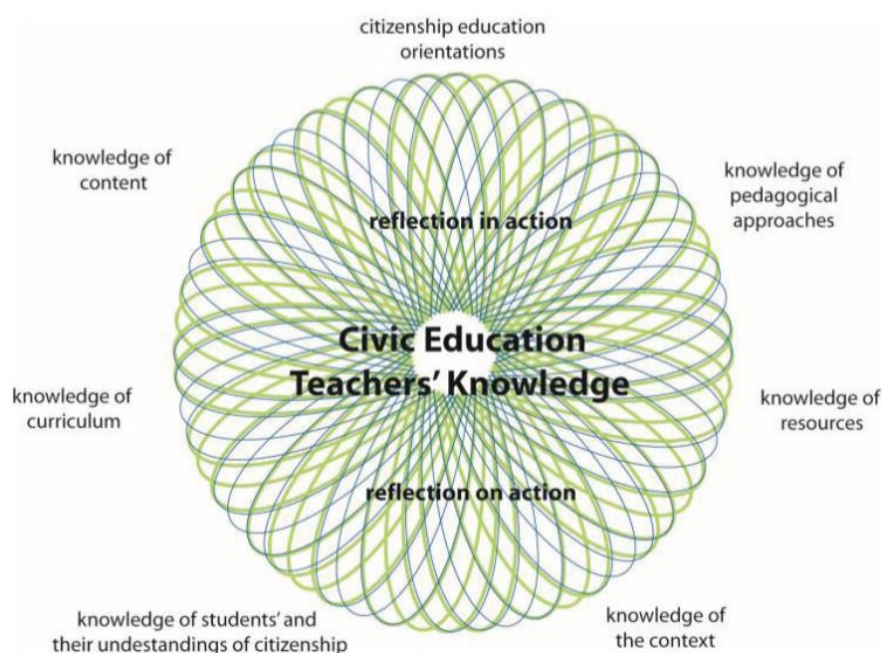 citizenship education
orientations
knowledge of
content
knowledge of
pedagogical
approaches
reflection in action
Civic Education
Teachers' Knowledge
knowledge of
curriculum
knowledge of
resources
reflection on action
knowledge of students' and
their undestandings of citizenship
knowledge of
the context